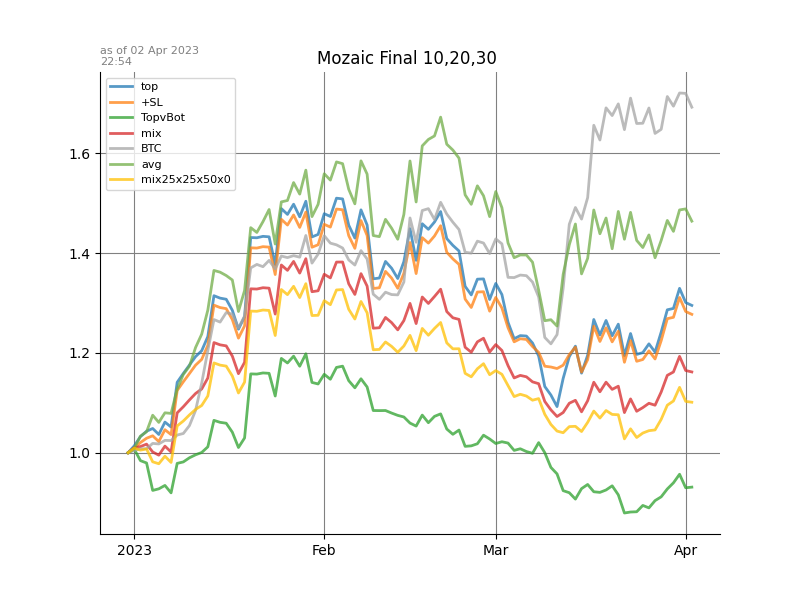 as of 02 Apr 2023
22:54
Mozaic Final 10,20,30
top
+SL
TopvBot
mix
BTC
avg
mix25x25x50x0
1.6
1.4
1.2
1.0
2023
Feb
Mar
Apr